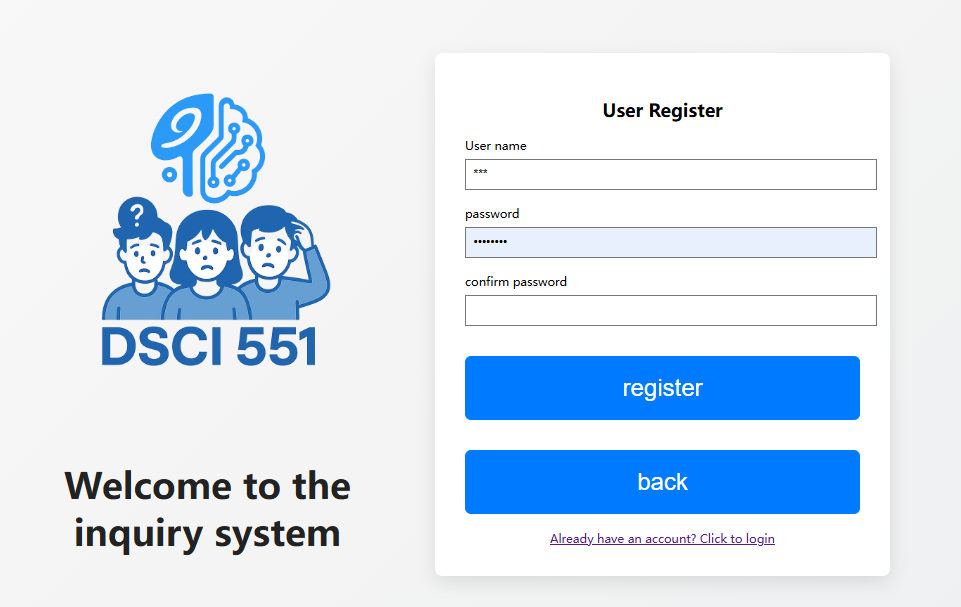 ?
DSCI 551
Welcome to the
inquiry system
User Register
User name
***
password
••••••••
confirm password
register
back
Already have an account? Click to login